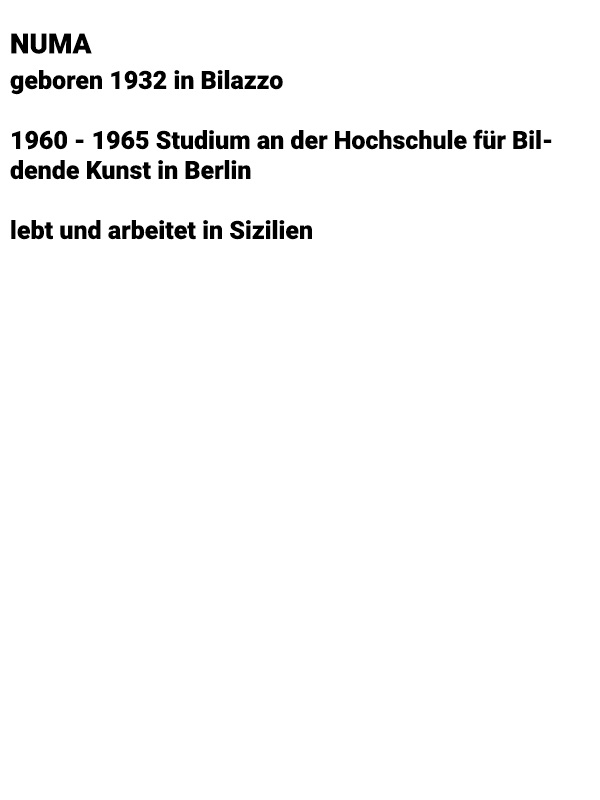 NUMA
geboren 1932 in Bilazzo
1960 - 1965 Studium an der Hochschule für Bil-
dende Kunst in Berlin
lebt und arbeitet in Sizilien